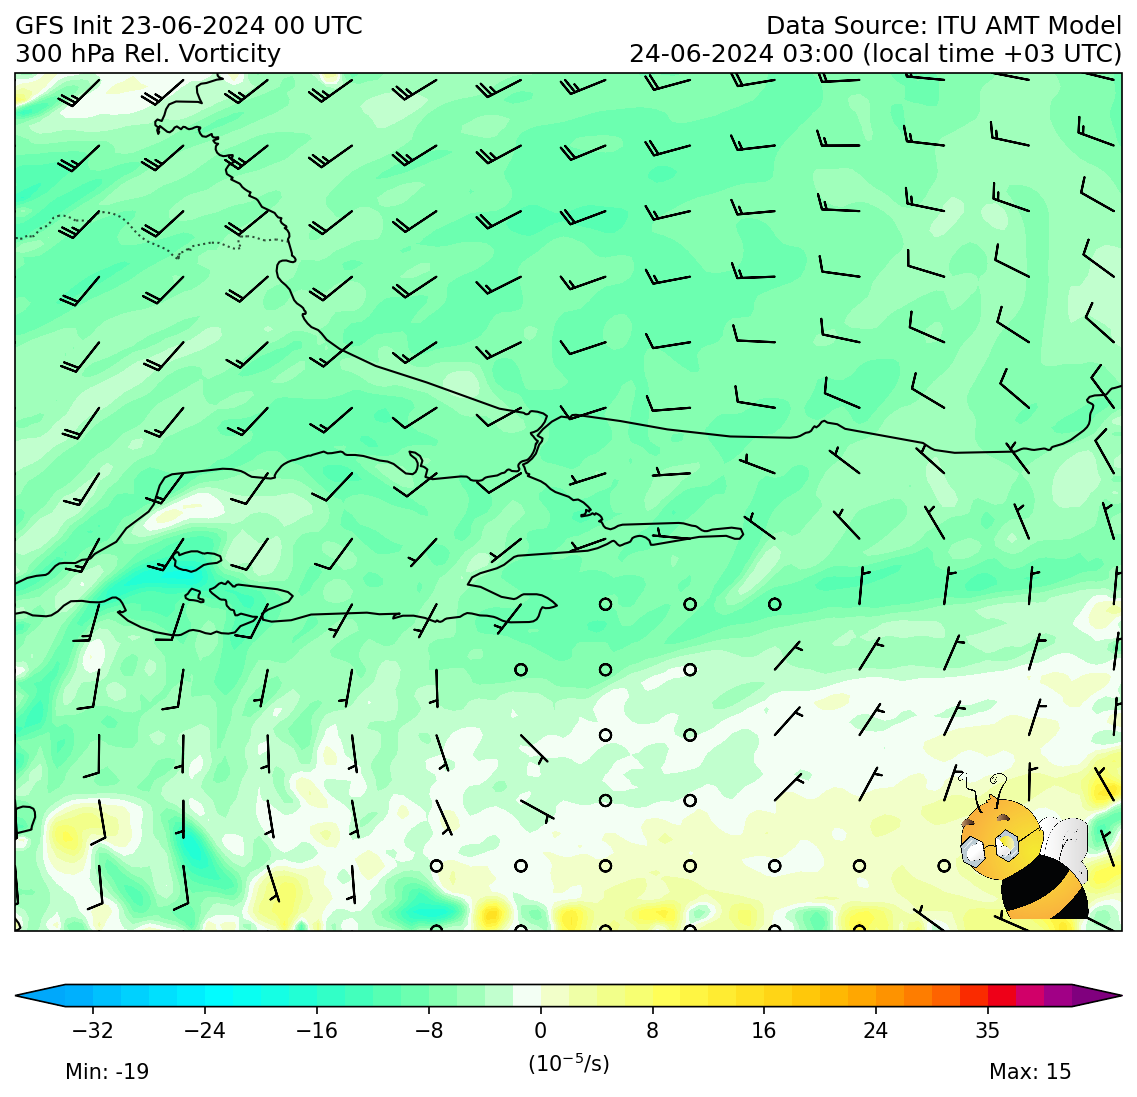 GFS Init 23-06-2024 00 UTC
Data Source: ITU AMT Model
300 hPa Rel. Vorticity
24-06-2024 03:00 (local time +03 UTC)
−32 −24 −16 −8 0 8 16 24 35
(10⁻⁵/s)
Min: -19
Max: 15